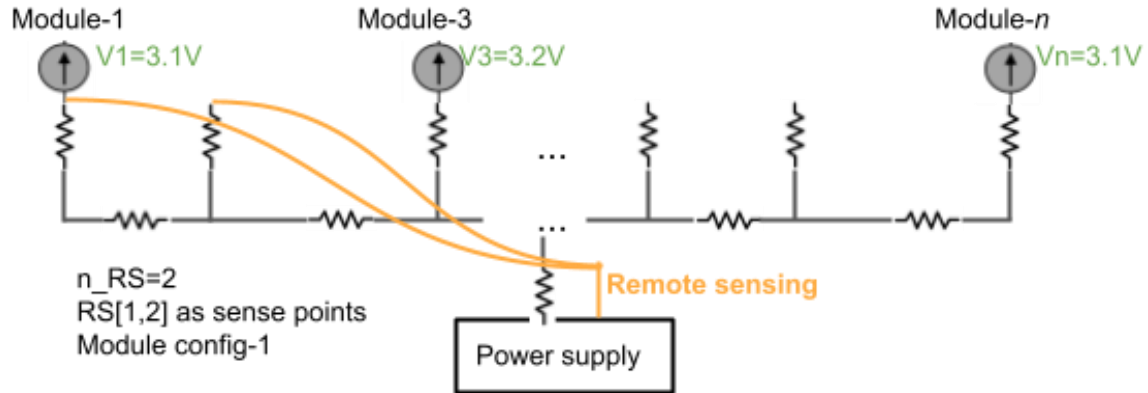 Module-1
Module-3
Module-n
V1=3.1V
V3=3.2V
Vn=3.1V
...
...
n_RS=2
RS[1,2] as sense points
Module config-1
Remote sensing
Power supply